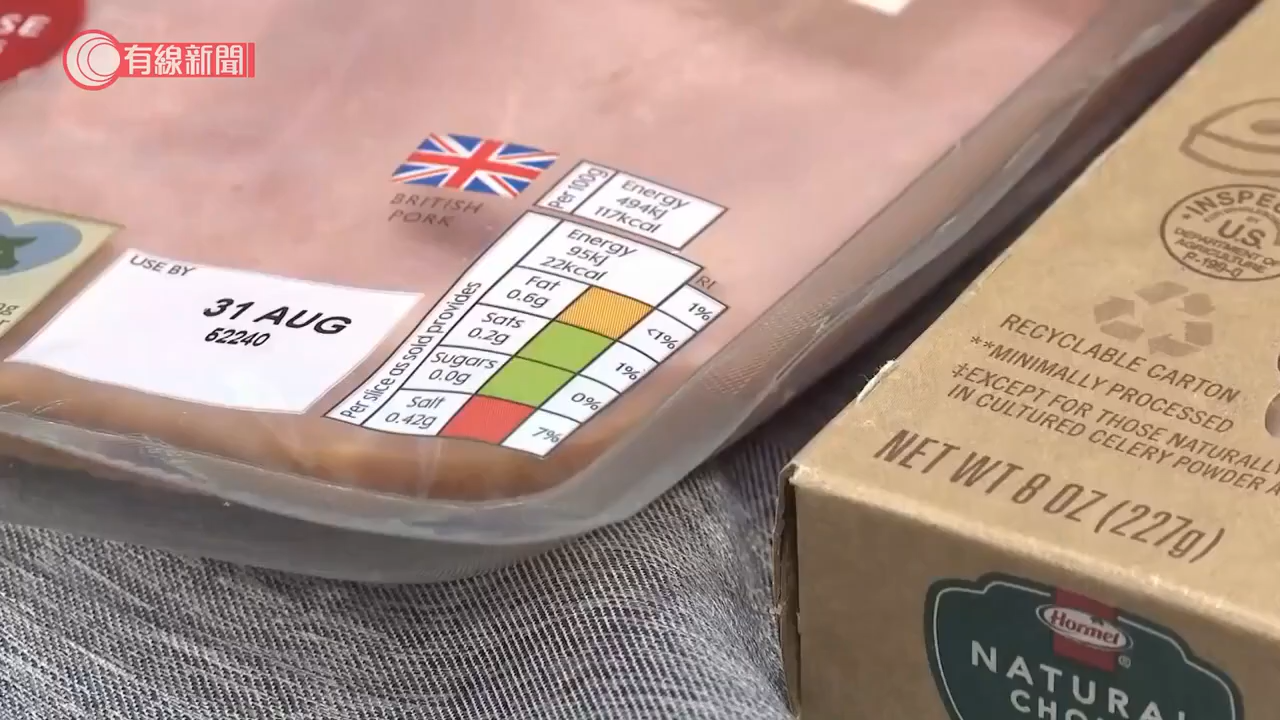 SE
有線新聞
BRITISH
PORK
Per 100g
Energy
494kJ
117kcal
USE BY
31 AUG
62240
Per slice as sold provides
RI
Energy
95kJ
22kcal
1%
Fat
0.6g
<1%
Sats
0.2g
1%
Sugars
0.0g
0%
Salt
0.42g
7%
U.S.
DEPARTMENT OF
AGRICULTURE
RECYCLABLE CARTON
**MINIMALLY PROCESSED
‡EXCEPT FOR THOSE NATURALL
IN CULTURED CELERY POWDER A
NET WT 8 OZ (227g)
Hormel
®
NATURAL